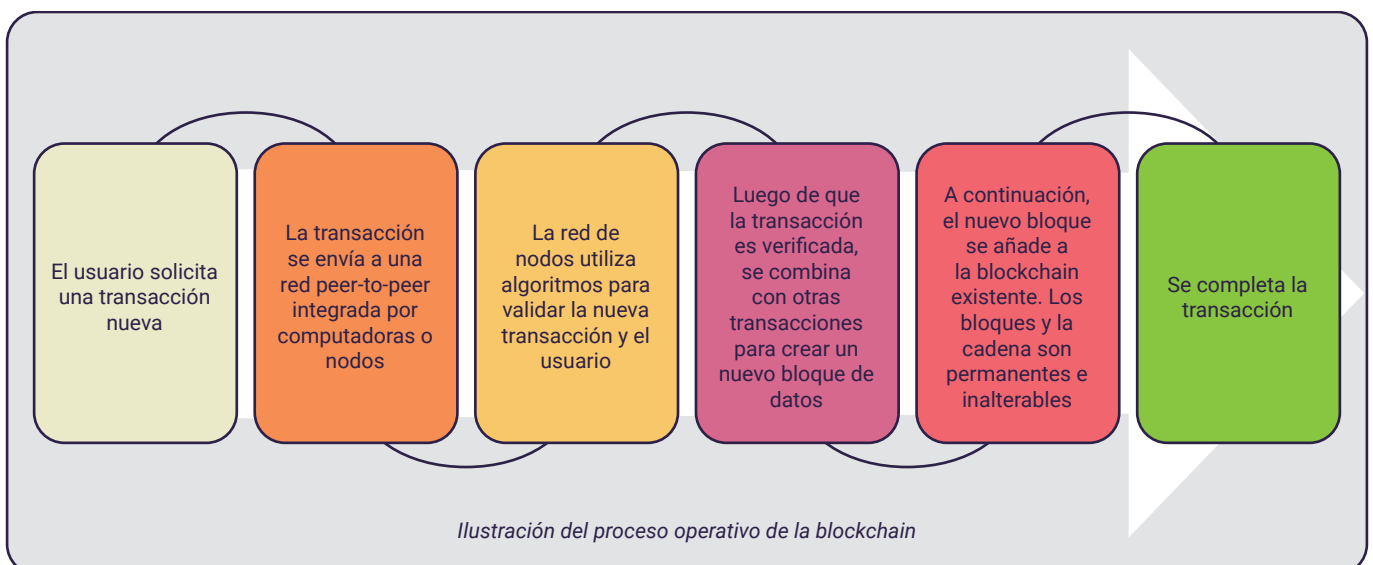 El usuario solicita
una transacción
nueva
La transacción
se envía a una
red peer-to-peer
integrada por
computadoras o
nodos
La red de
nodos utiliza
algoritmos para
validar la nueva
transacción y el
usuario
Luego de que
la transacción
es verificada,
se combina
con otras
transacciones
para crear un
nuevo bloque de
datos
A continuación,
el nuevo bloque
se añade a
la blockchain
existente. Los
bloques y la
cadena son
permanentes e
inalterables
Se completa la
transacción
Ilustración del proceso operativo de la blockchain